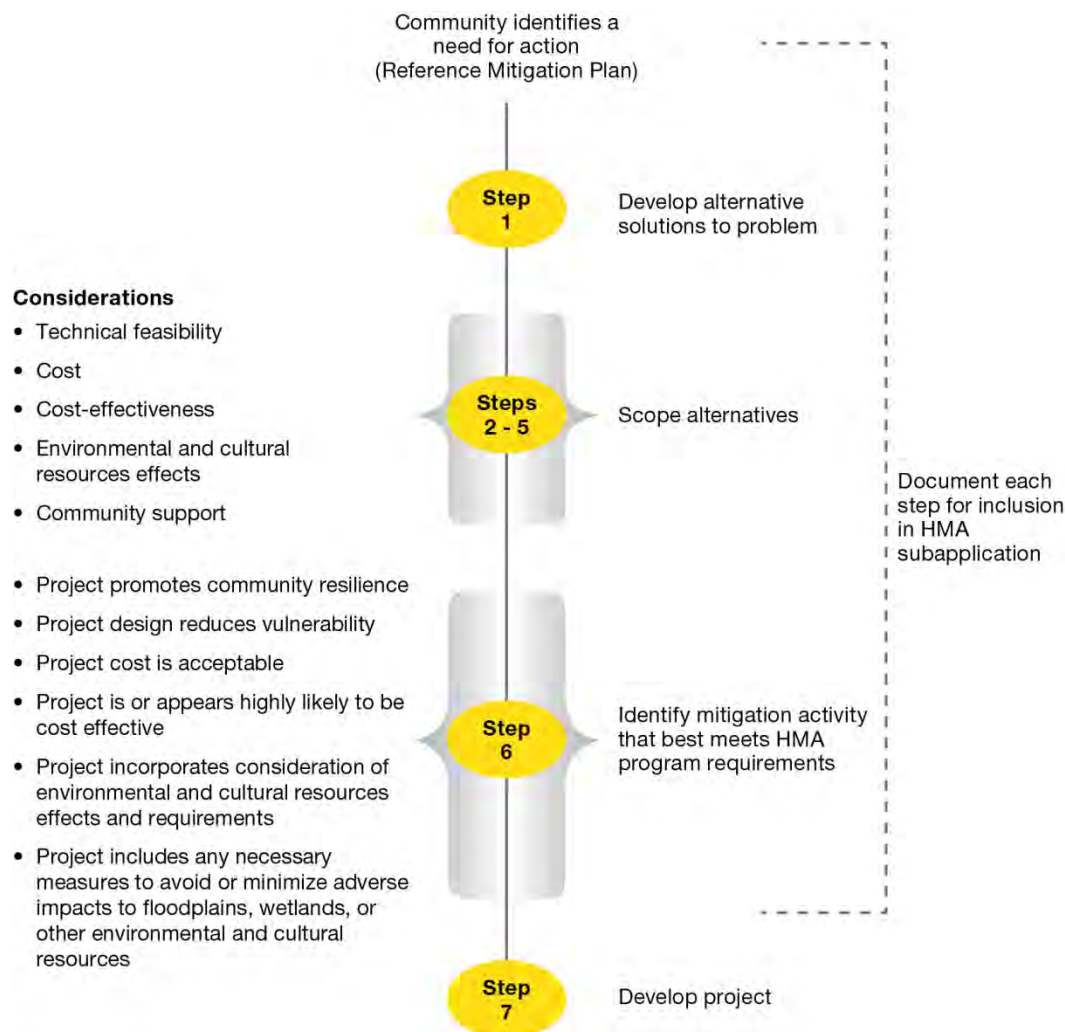 Community identifies a
need for action
(Reference Mitigation Plan)
Step
1
Develop alternative
solutions to problem
Considerations
• Technical feasibility
• Cost
• Cost-effectiveness
• Environmental and cultural
resources effects
• Community support
Steps
2 - 5
Scope alternatives
Document each
step for inclusion
in HMA
subapplication
• Project promotes community resilience
• Project design reduces vulnerability
• Project cost is acceptable
• Project is or appears highly likely to be
cost effective
• Project incorporates consideration of
environmental and cultural resources
effects and requirements
• Project includes any necessary
measures to avoid or minimize adverse
impacts to floodplains, wetlands, or
other environmental and cultural
resources
Step
6
Identify mitigation activity
that best meets HMA
program requirements
Step
7
Develop project